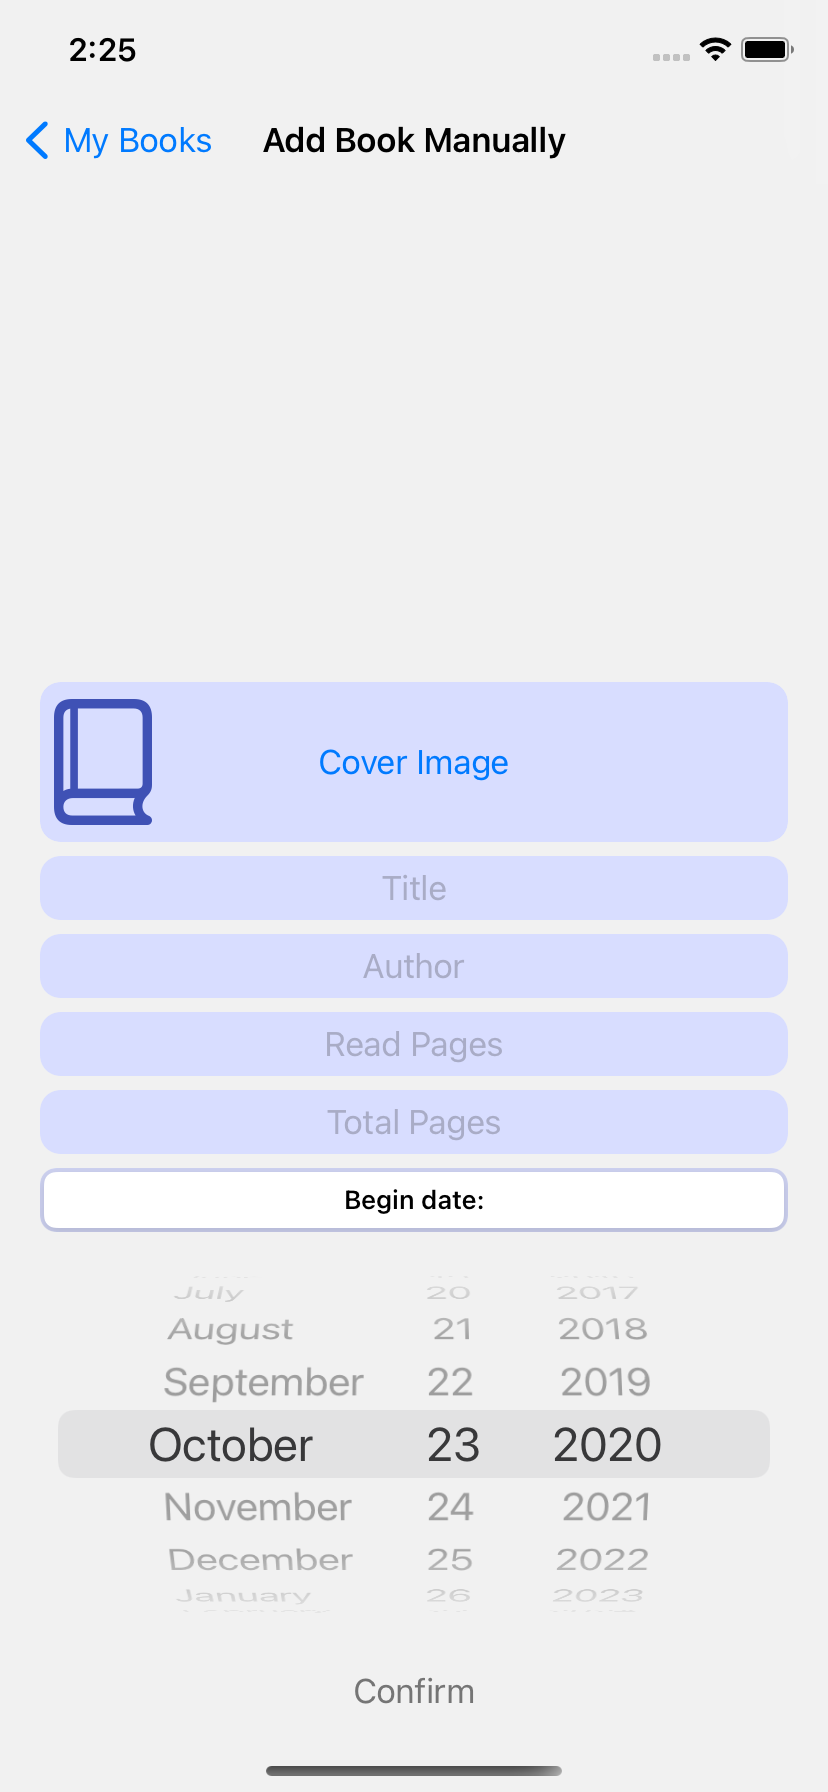 2:25
My Books Add Book Manually
Cover Image
Title
Author
Read Pages
Total Pages
Begin date:
July 20 2017
August 21 2018
September 22 2019
October 23 2020
November 24 2021
December 25 2022
January 26 2023
Confirm